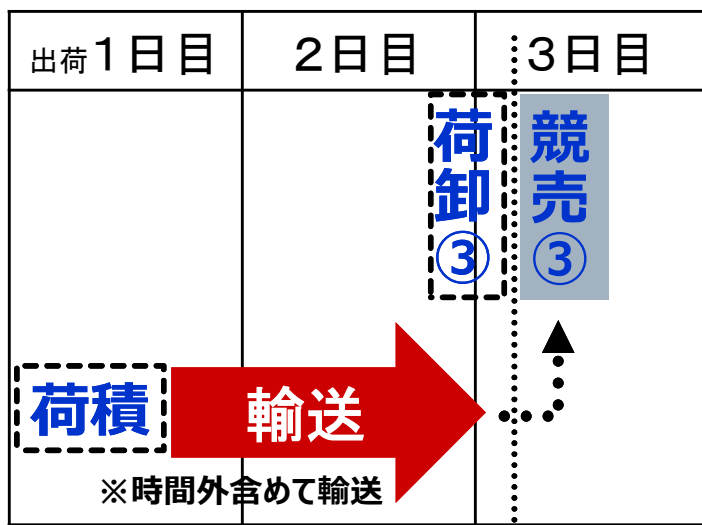 出荷１日目
２日目
３日目
荷卸③
競売③
荷積
輸送
※時間外含めて輸送